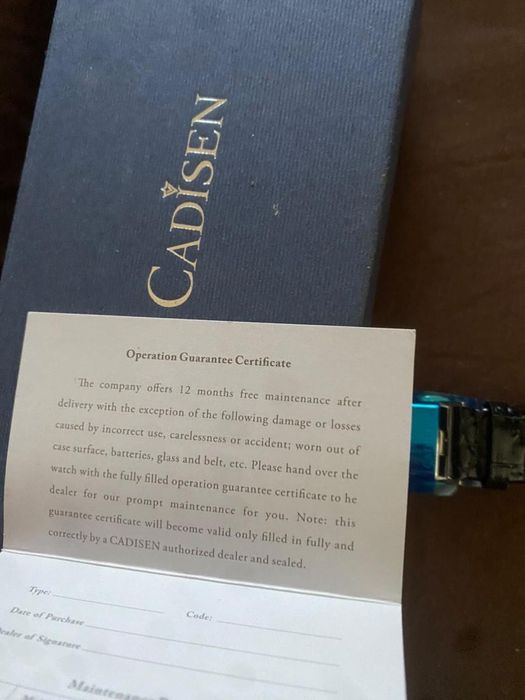 CADISEN
Operation Guarantee Certificate
The company offers 12 months free maintenance after
delivery with the exception of the following damage or losses
caused by incorrect use, carelessness or accident; worn out of
case surface, batteries, glass and belt, etc. Please hand over the
watch with the fully filled operation guarantee certificate to he
dealer for our prompt maintenance for you. Note: this
guarantee certificate will become valid only filled in fully and
correctly by a CADISEN authorized dealer and sealed.
Type:
Code:
Date of Purchase
Dealer of Signature
Maintenance